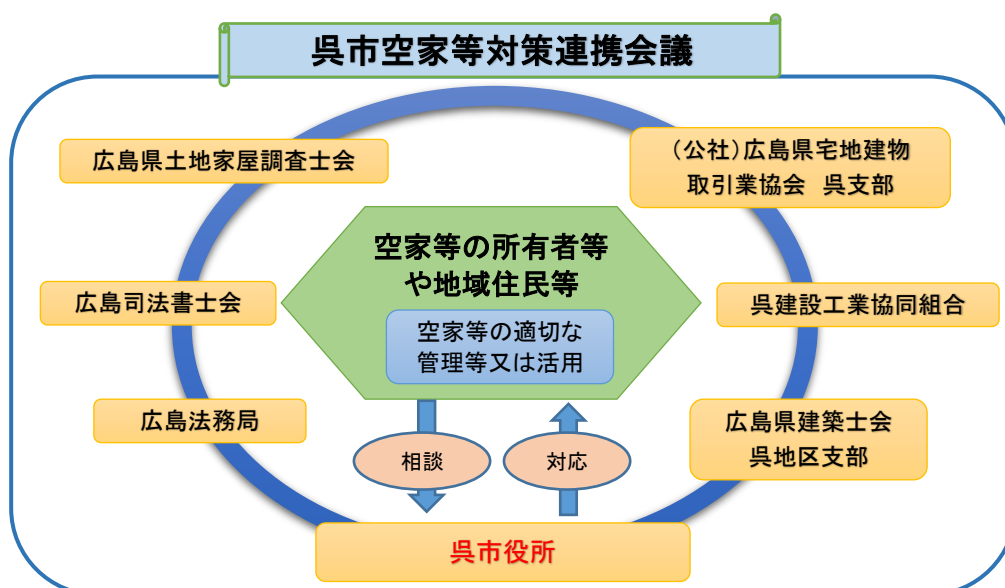 呉市空家等対策連携会議
広島県土地家屋調査士会
(公社)広島県宅地建物
取引業協会 呉支部
空家等の所有者等
や地域住民等
広島司法書士会
呉建設工業協同組合
空家等の適切な
管理等又は活用
広島法務局
広島県建築士会
呉地区支部
相談
対応
呉市役所